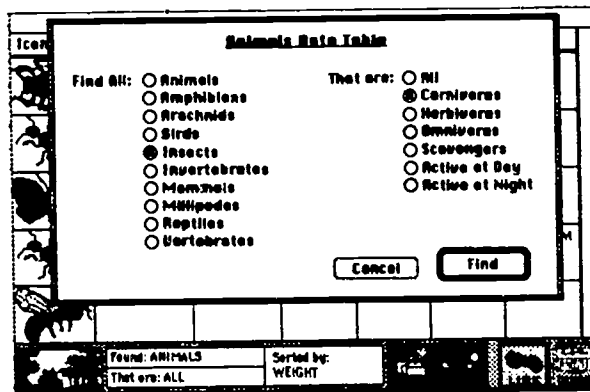 Icon
Animals Data Table
Find All:
Animals
Amphibians
Arachnids
Birds
Insects
Invertebrates
Mammals
Millipedes
Reptiles
Vertebrates
That are:
All
Carnivores
Herbivores
Omnivores
Scavengers
Active at Day
Active at Night
Cancel
Find
M
Found: ANIMALS
That are: ALL
Sorted by:
WEIGHT